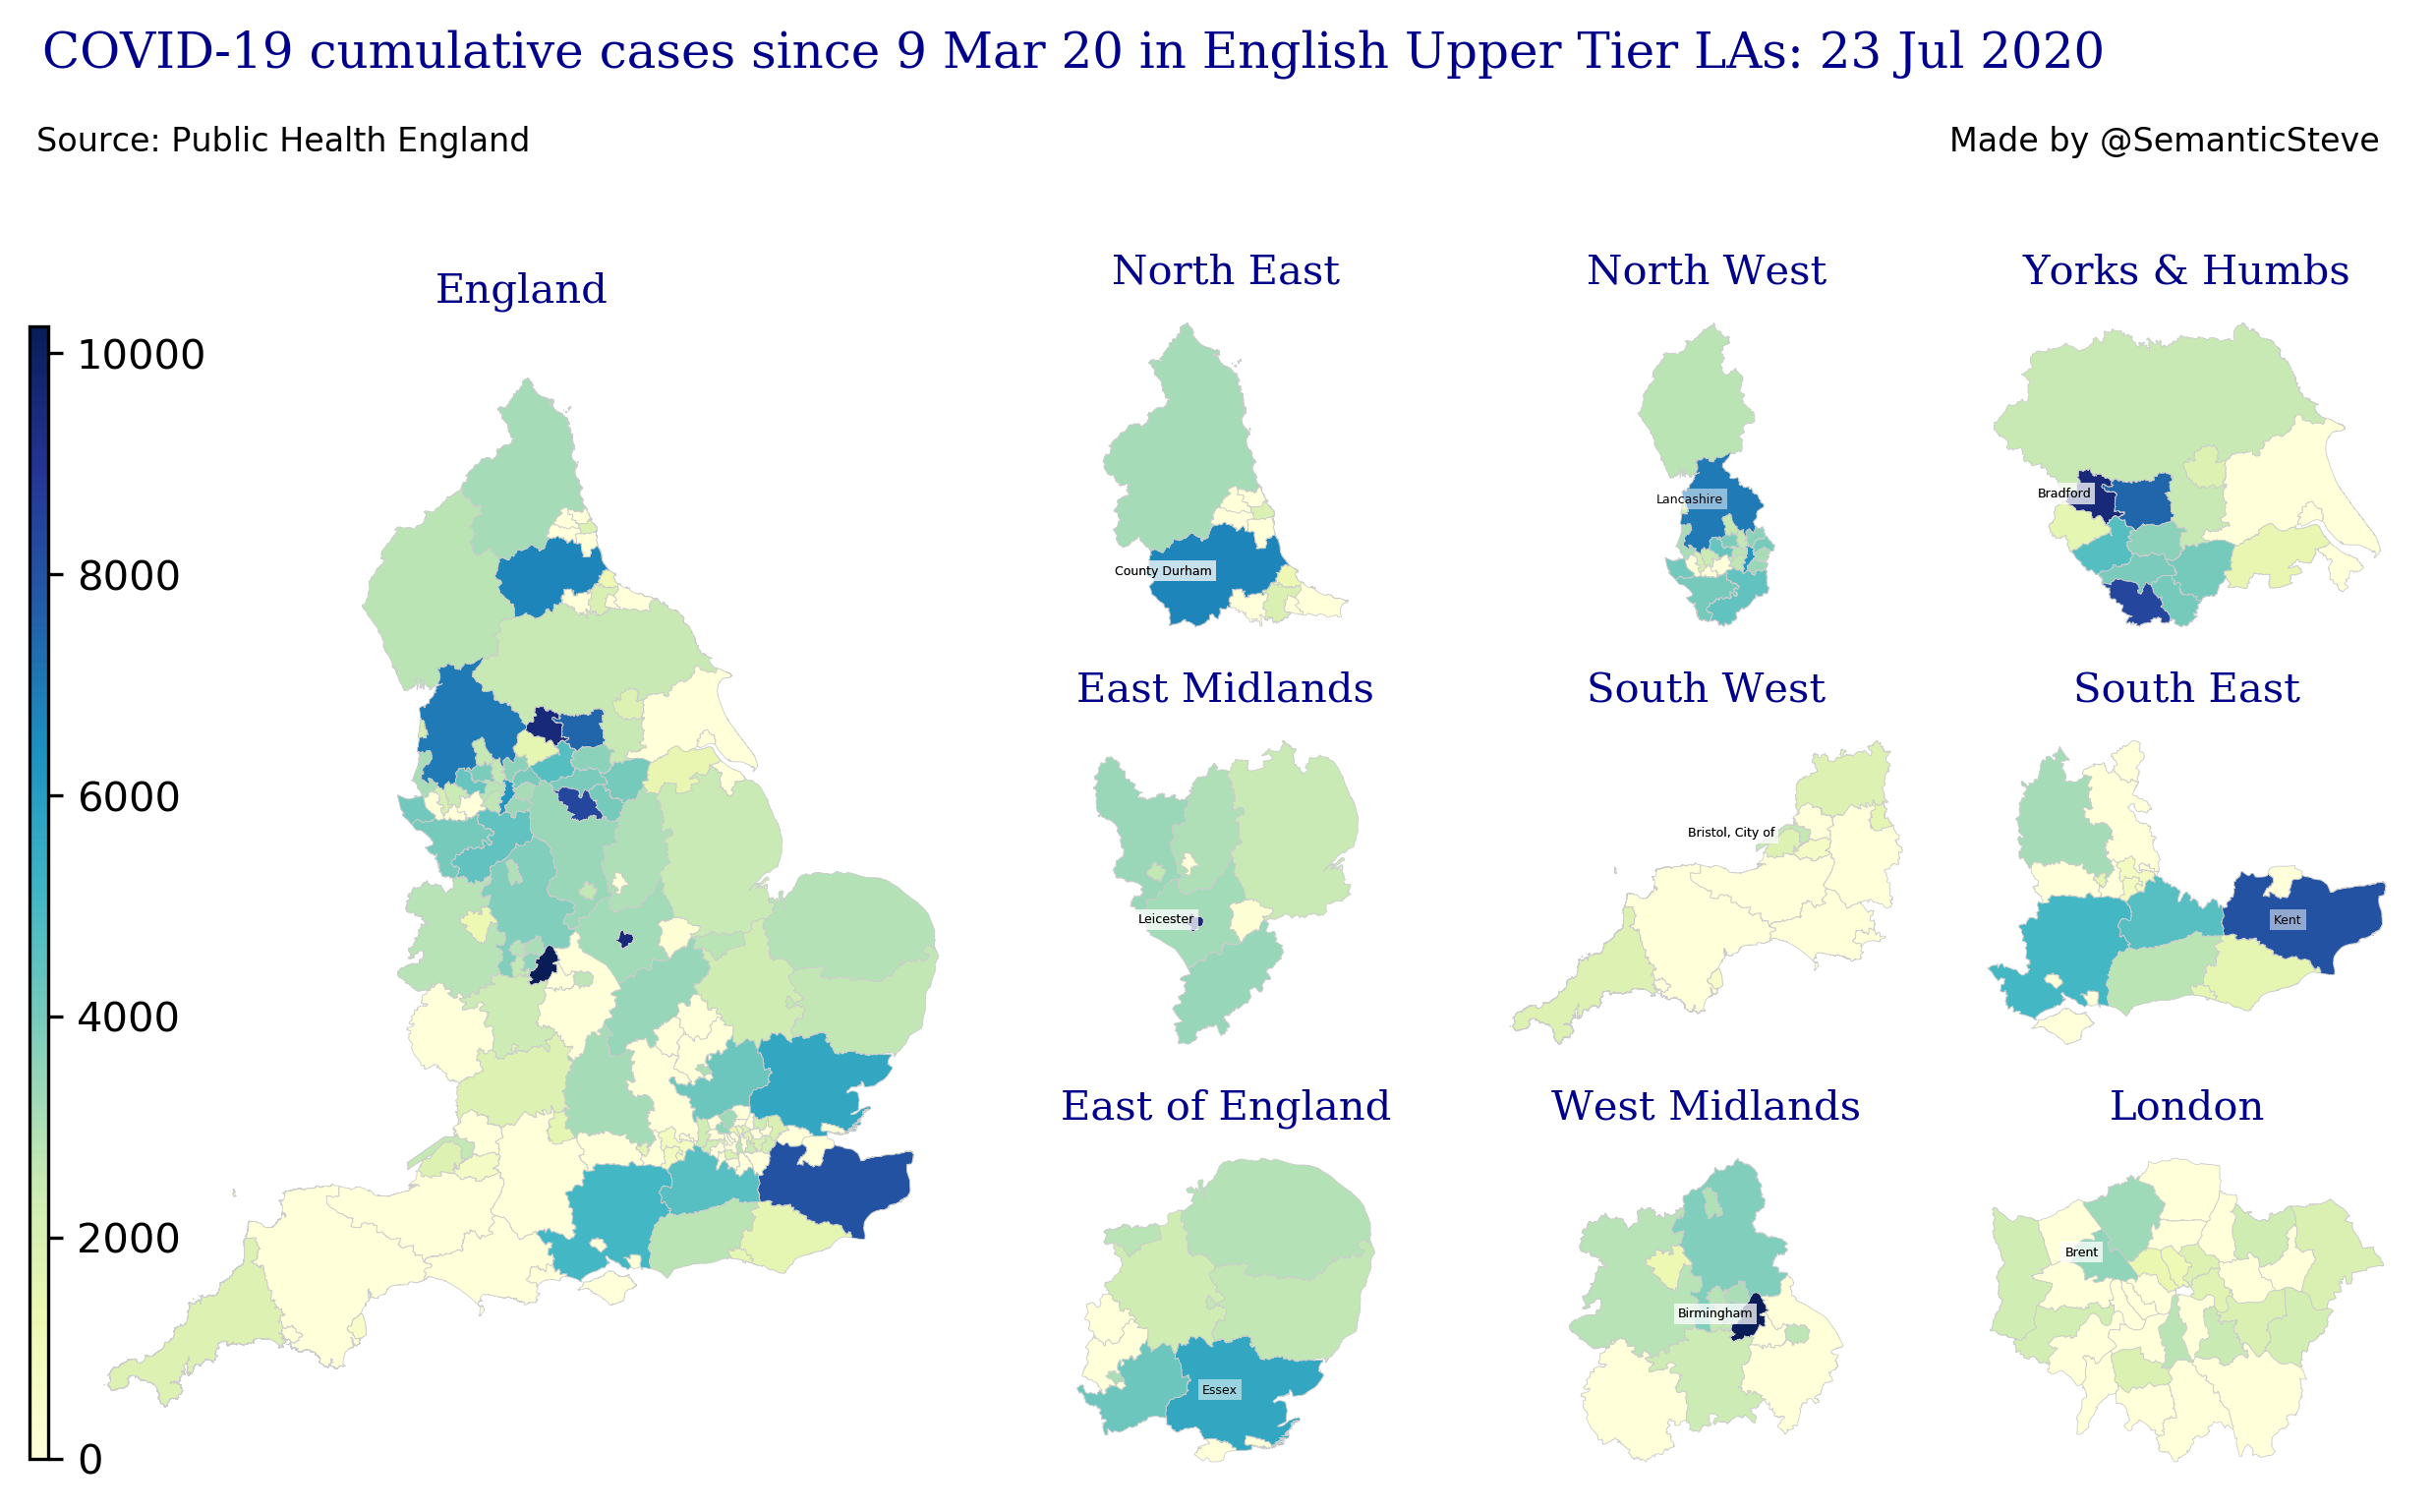 COVID-19 cumulative cases since 9 Mar 20 in English Upper Tier LAs: 23 Jul 2020
Source: Public Health England
Made by @SemanticSteve
England
10000
8000
6000
4000
2000
0
North East
County Durham
North West
Lancashire
Yorks & Humbs
Bradford
East Midlands
Leicester
South West
Bristol, City of
South East
Kent
East of England
Essex
West Midlands
Birmingham
London
Brent